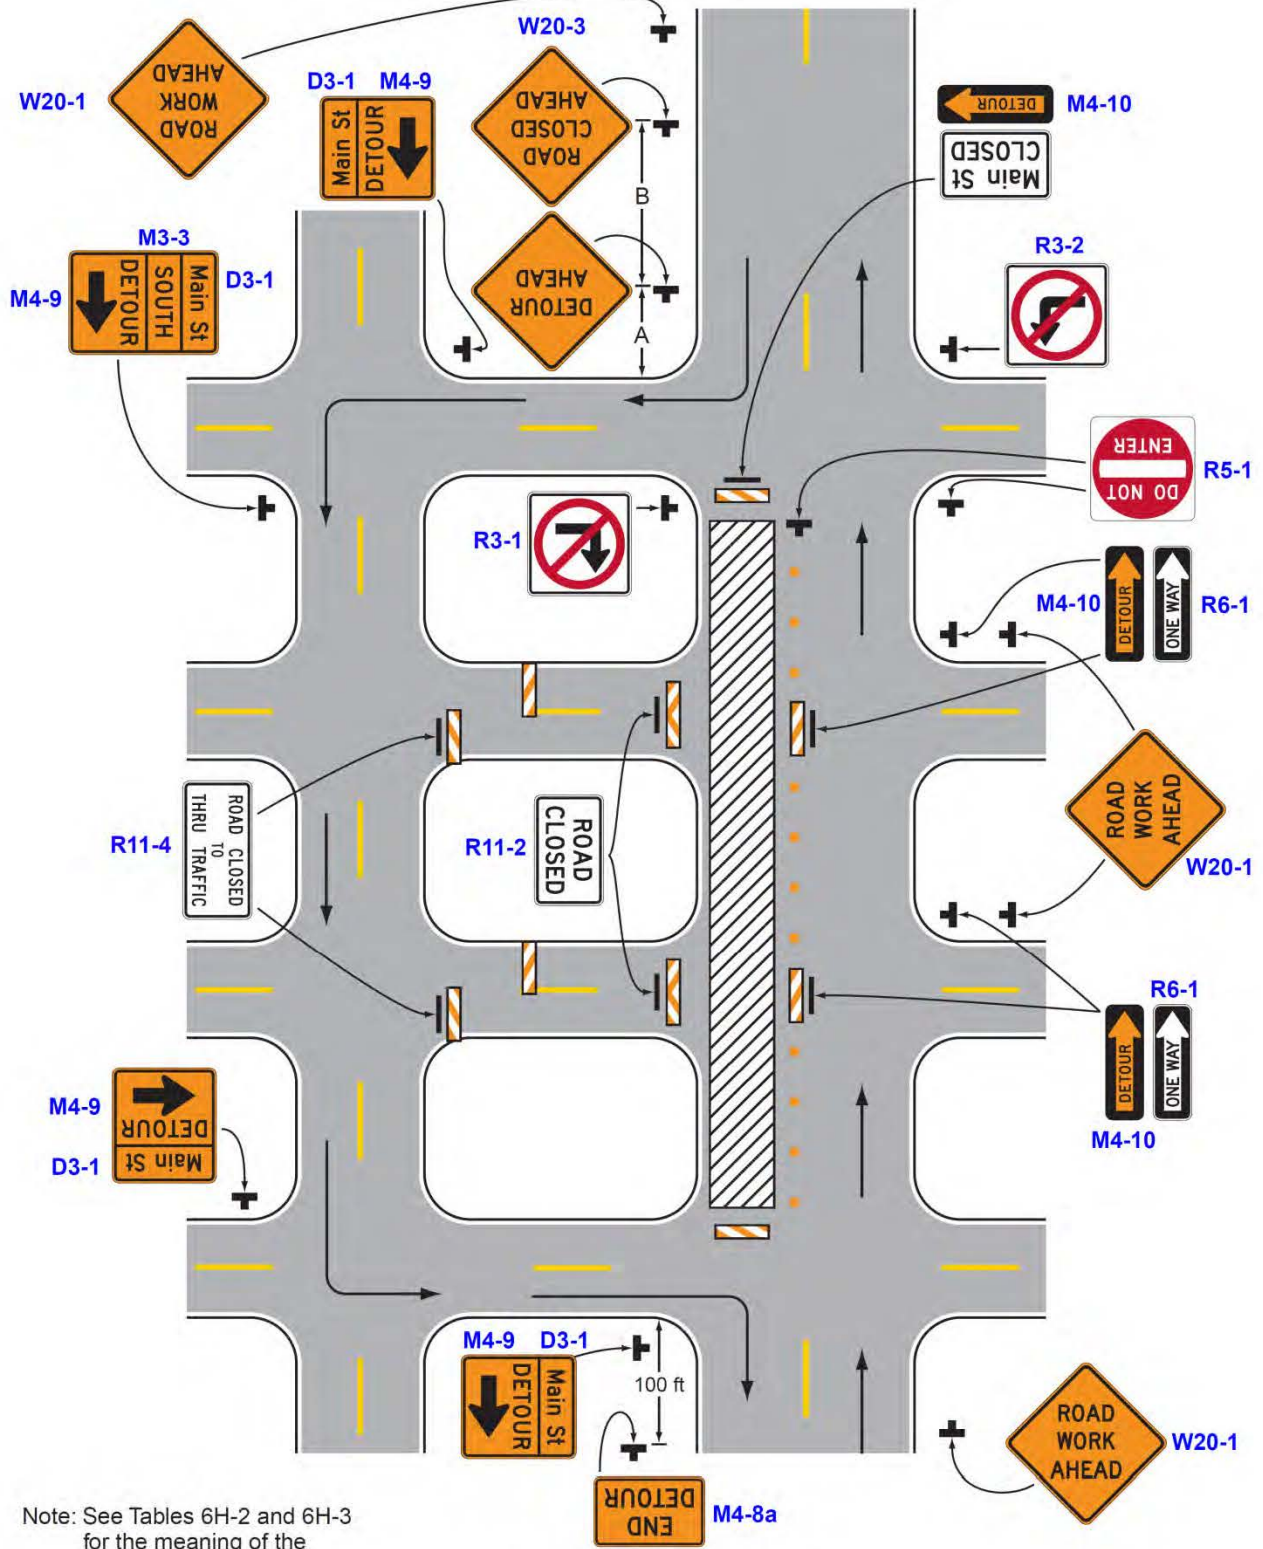 W20-3
W20-1
ROAD
WORK
AHEAD
D3-1 M4-9
Main St
DETOUR
ROAD
CLOSED
AHEAD
DETOUR
M4-10
Main St
CLOSED
B
M3-3
M4-9
D3-1
Main St
SOUTH
DETOUR
DETOUR
AHEAD
A
R3-2
DO NOT
ENTER
R5-1
R3-1
M4-10
DETOUR
ONE WAY
R6-1
R11-4
ROAD CLOSED
TO
THRU TRAFFIC
R11-2
ROAD
CLOSED
ROAD
WORK
AHEAD
W20-1
R6-1
DETOUR
ONE WAY
M4-10
M4-9
D3-1
Main St
DETOUR
M4-9 D3-1
Main St
DETOUR
100 ft
END
DETOUR
M4-8a
ROAD
WORK
AHEAD
W20-1
Note: See Tables 6H-2 and 6H-3
for the meaning of the